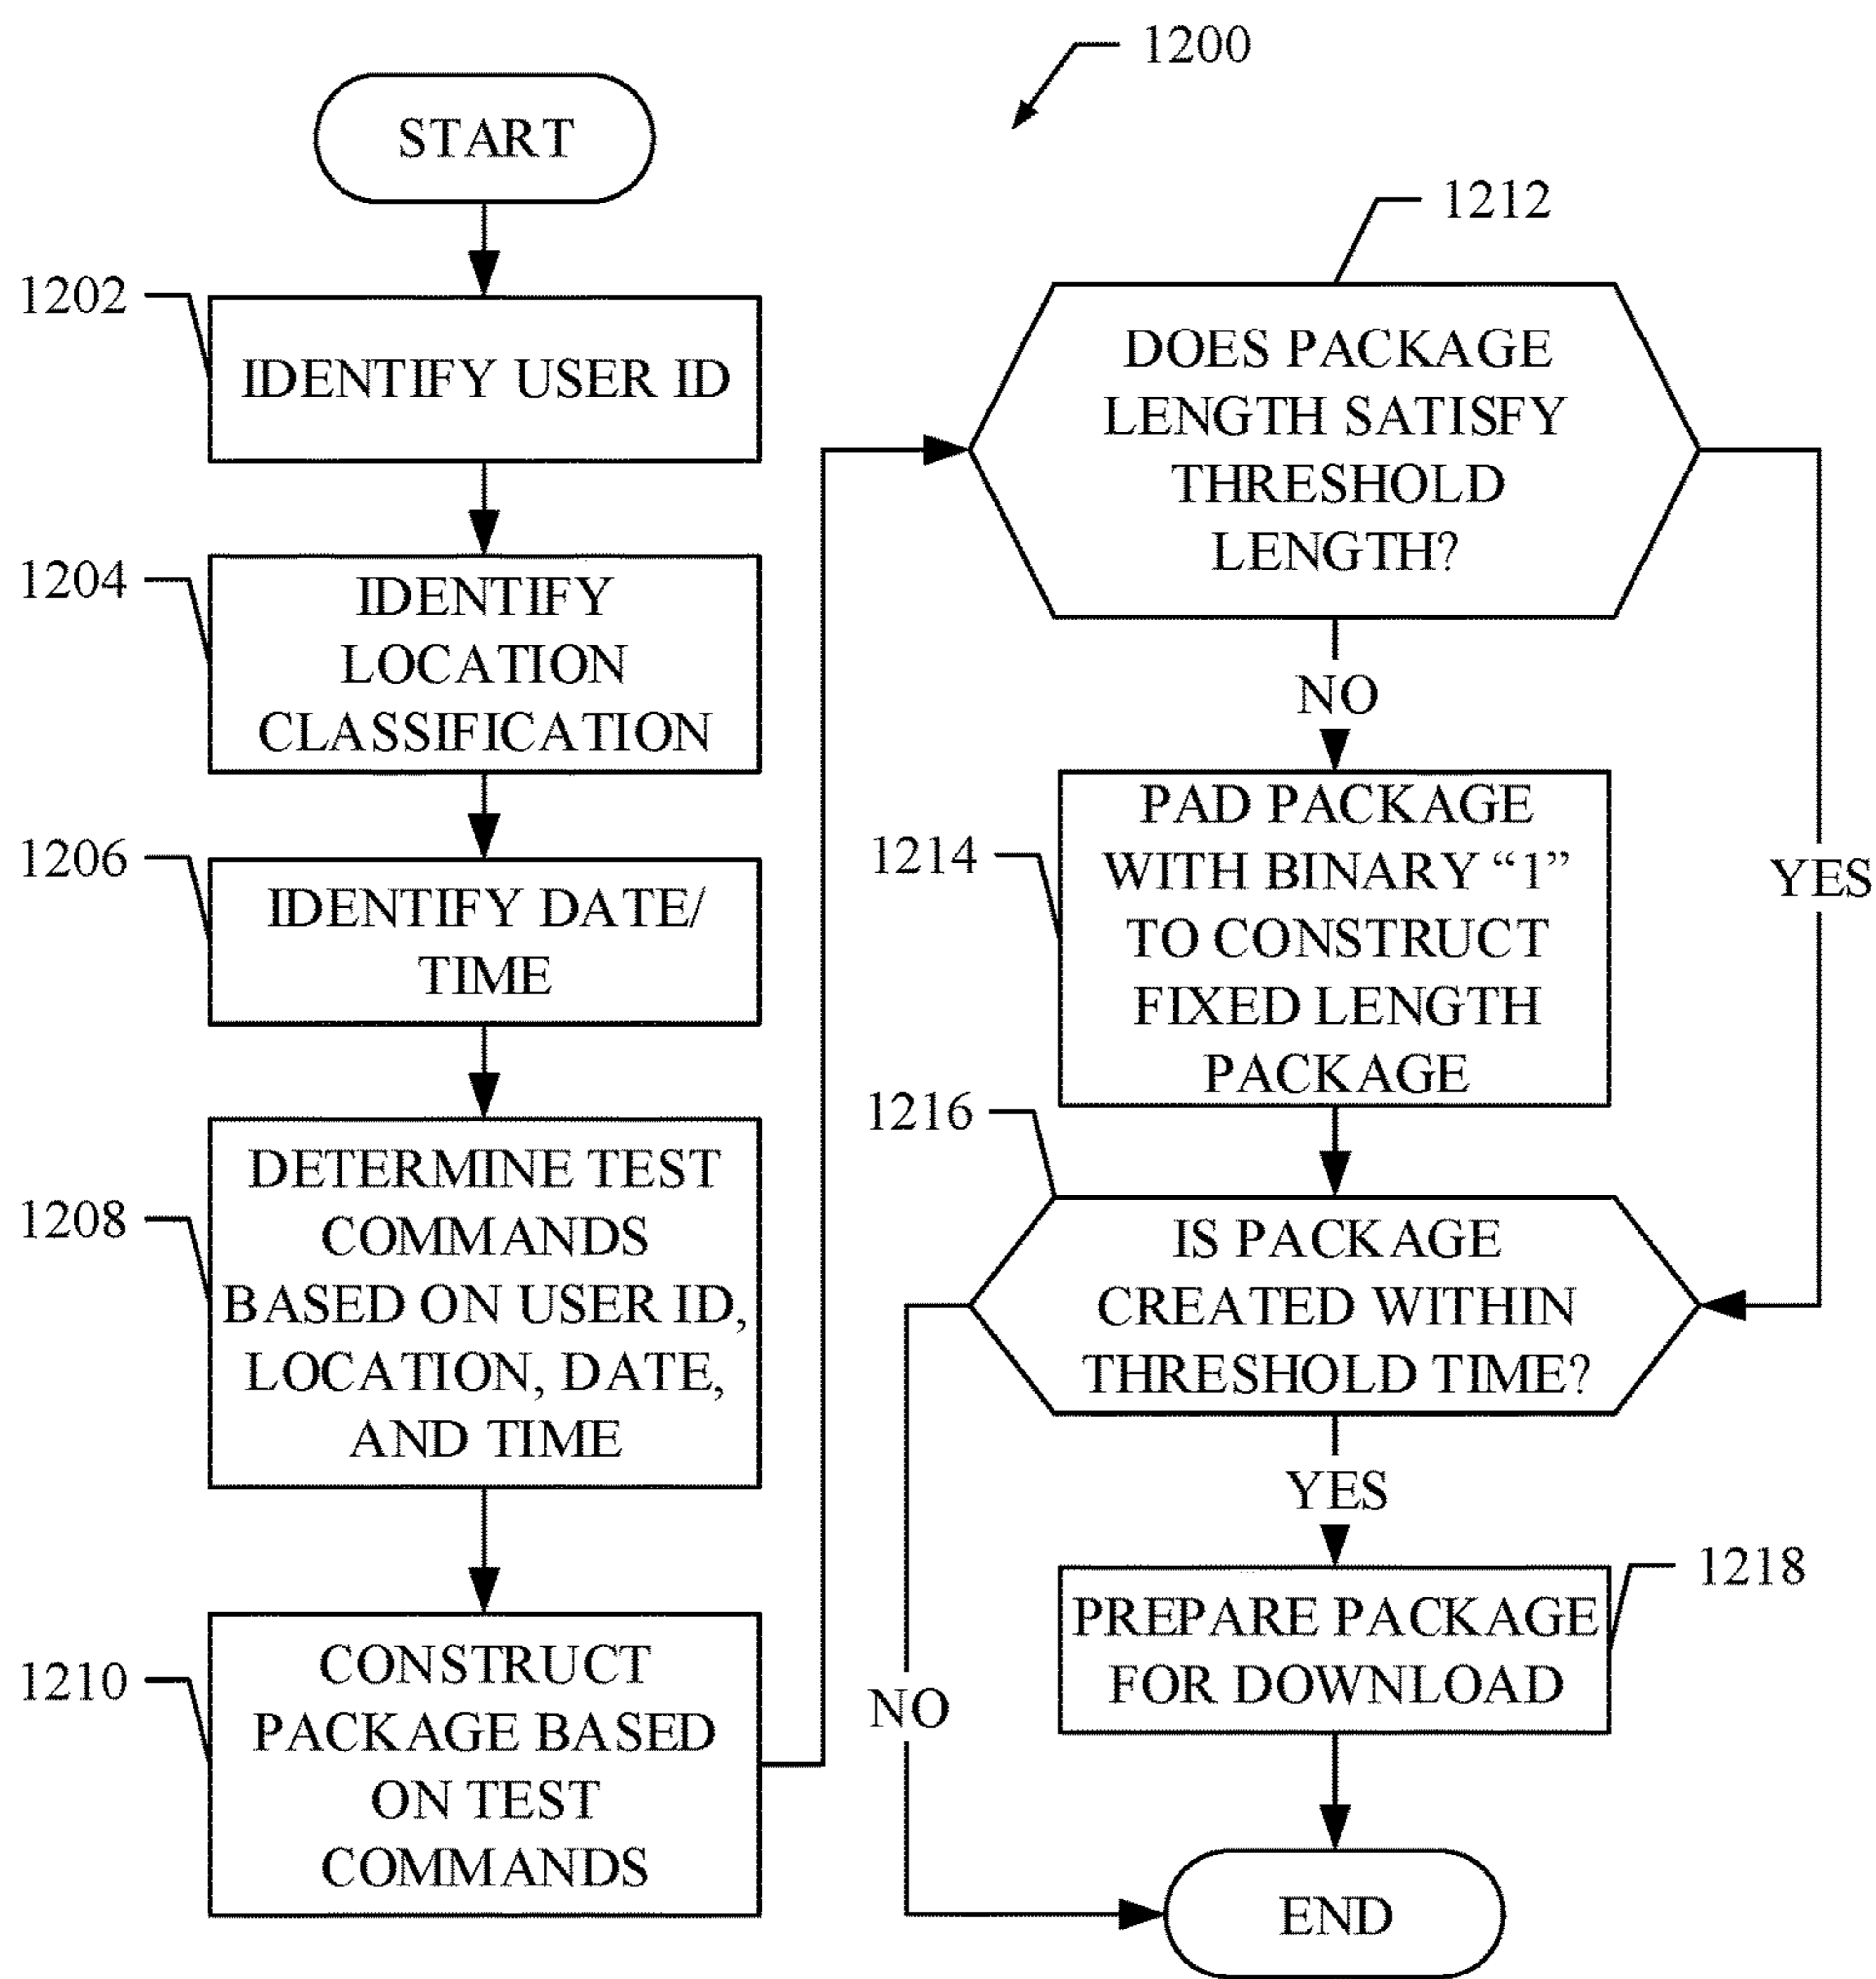 1200
START
1202
IDENTIFY USER ID
1204
IDENTIFY
LOCATION
CLASSIFICATION
1206
IDENTIFY DATE/
TIME
1208
DETERMINE TEST
COMMANDS
BASED ON USER ID,
LOCATION, DATE,
AND TIME
1210
CONSTRUCT
PACKAGE BASED
ON TEST
COMMANDS
1212
DOES PACKAGE
LENGTH SATISFY
THRESHOLD
LENGTH?
NO
YES
1214
PAD PACKAGE
WITH BINARY “1”
TO CONSTRUCT
FIXED LENGTH
PACKAGE
1216
IS PACKAGE
CREATED WITHIN
THRESHOLD TIME?
YES
NO
1218
PREPARE PACKAGE
FOR DOWNLOAD
END